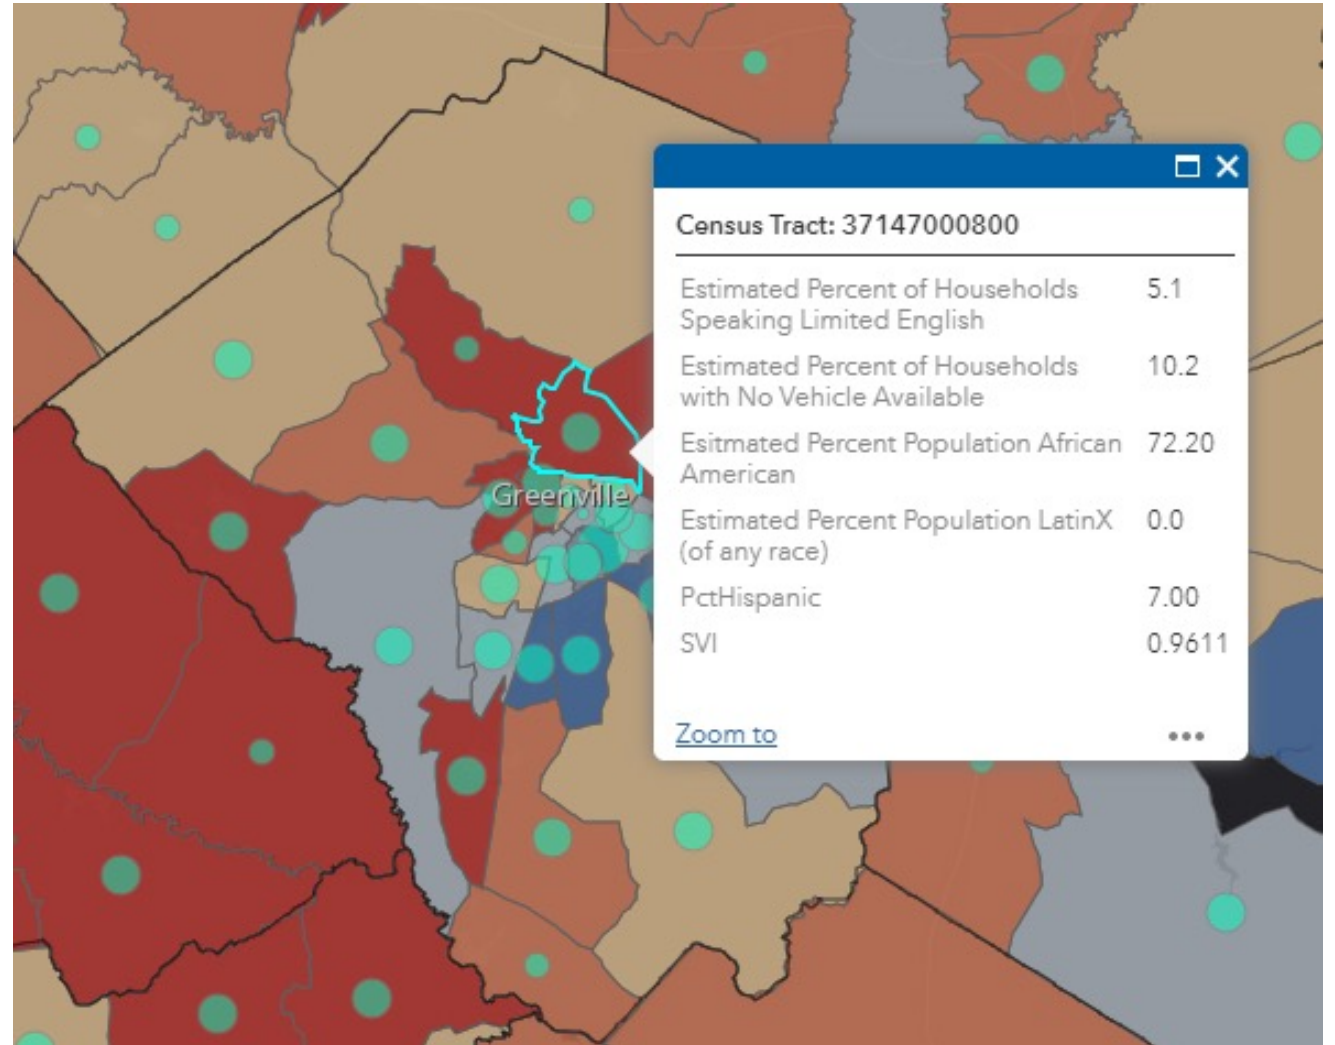 Census Tract: 37147000800
Estimated Percent of Households 5.1
Speaking Limited English
Estimated Percent of Households 10.2
with No Vehicle Available
Esitmated Percent Population African 72.20
American
Estimated Percent Population LatinX 0.0
(of any race)
PctHispanic 7.00
SVI 0.9611
Zoom to
Greenville